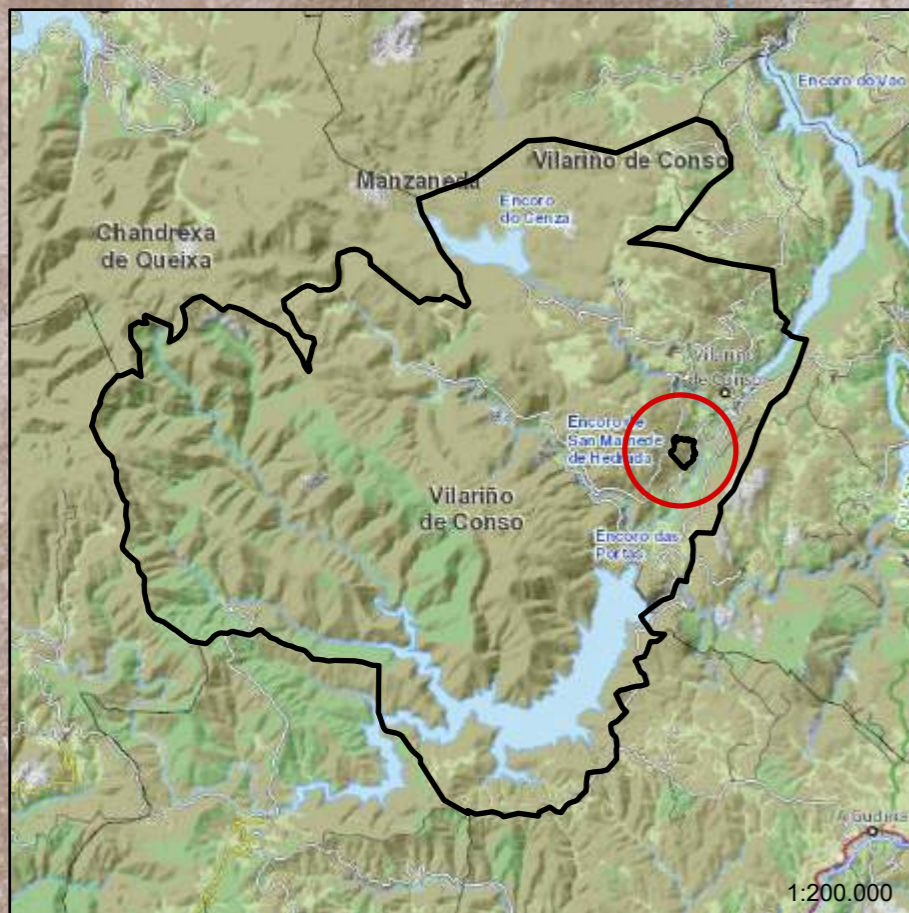 Encoro do Vao
Vilariño de Conso
Manzaneda
Encoro
do Cenza
Chandrexa
de Queixa
Vilariño
de Conso
Encoro de
San Mamede
de Hedrada
Vilariño
de Conso
Encoro das
Portas
A Gudiña
1:200.000